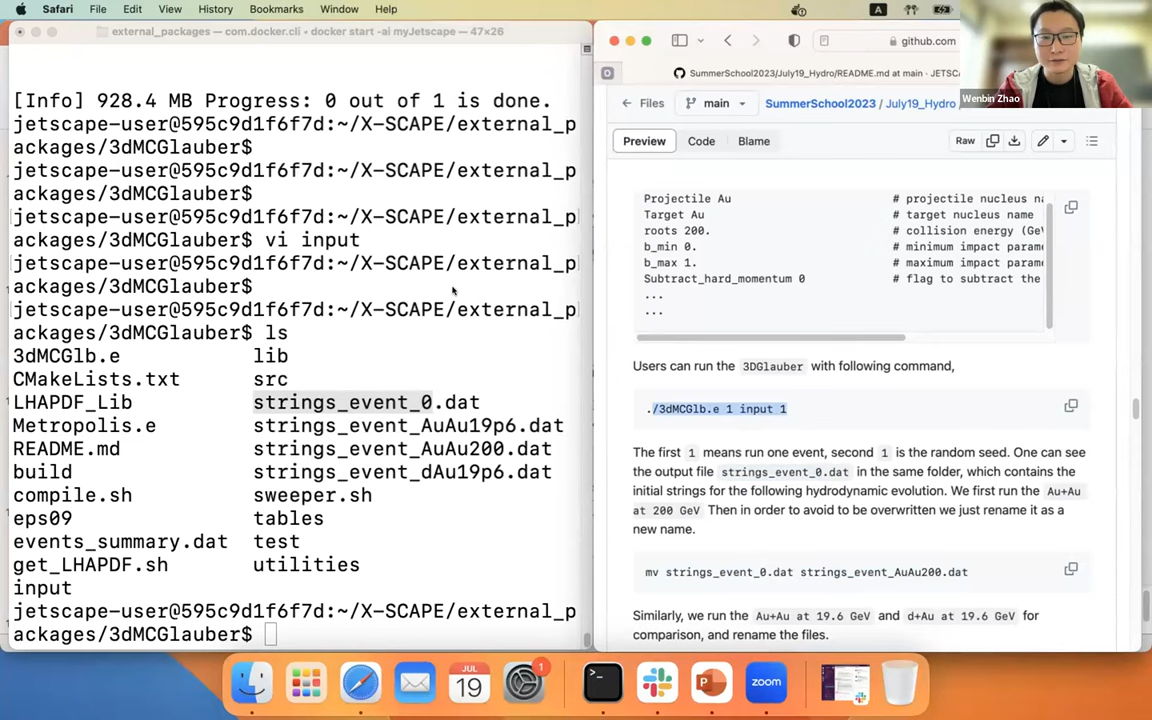 Safari File Edit View History Bookmarks Window Help A
external_packages — com.docker.cli - docker start -ai myJetscape — 47×26
[Info] 928.4 MB Progress: 0 out of 1 is done.
jetscape-user@595c9d1f6f7d:~/X-SCAPE/external_p
ackages/3dMCGlauber$
jetscape-user@595c9d1f6f7d:~/X-SCAPE/external_p
ackages/3dMCGlauber$
jetscape-user@595c9d1f6f7d:~/X-SCAPE/external_p
ackages/3dMCGlauber$ vi input
jetscape-user@595c9d1f6f7d:~/X-SCAPE/external_p
ackages/3dMCGlauber$
jetscape-user@595c9d1f6f7d:~/X-SCAPE/external_p
ackages/3dMCGlauber$ ls
3dMCGlb.e lib
CMakeLists.txt src
LHAPDF_Lib strings_event_0.dat
Metropolis.e strings_event_AuAu19p6.dat
README.md strings_event_AuAu200.dat
build strings_event_dAu19p6.dat
compile.sh sweeper.sh
eps09 tables
events_summary.dat test
get_LHAPDF.sh utilities
input
jetscape-user@595c9d1f6f7d:~/X-SCAPE/external_p
ackages/3dMCGlauber$
github.com
SummerSchool2023/July19_Hydro/README.md at main · JETSCA
Wenbin Zhao
Files main SummerSchool2023 / July19_Hydro
Preview Code Blame Raw
Projectile Au # projectile nucleus na
Target Au # target nucleus name
roots 200. # collision energy (GeV
b_min 0. # minimum impact parame
b_max 1. # maximum impact parame
Subtract_hard_momentum 0 # flag to subtract the
...
...
Users can run the 3DGlauber with following command,
./3dMCGlb.e 1 input 1
The first 1 means run one event, second 1 is the random seed. One can see
the output file strings_event_0.dat in the same folder, which contains the
initial strings for the following hydrodynamic evolution. We first run the Au+Au
at 200 GeV Then in order to avoid to be overwritten we just rename it as a
new name.
mv strings_event_0.dat strings_event_AuAu200.dat
Similarly, we run the Au+Au at 19.6 GeV and d+Au at 19.6 GeV for
comparison, and rename the files.
JUL
19
1
zoom